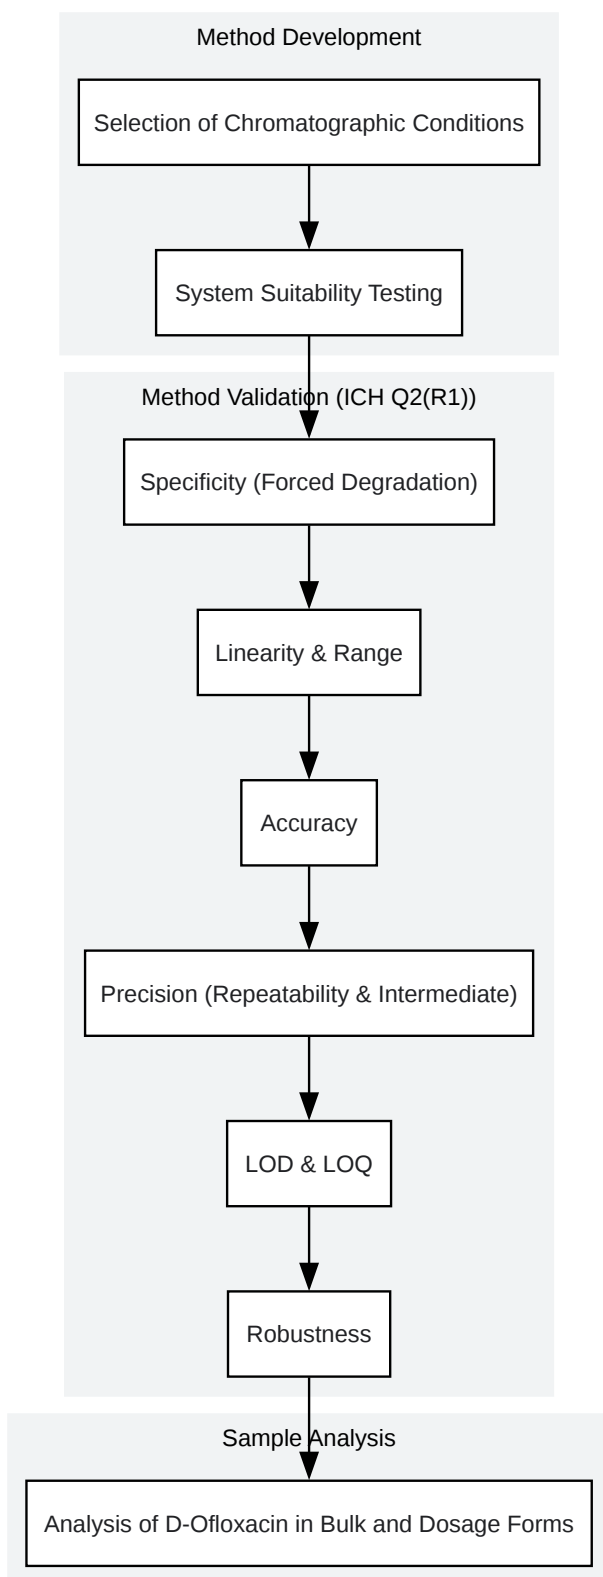 Method Development
Selection of Chromatographic Conditions
System Suitability Testing
Method Validation (ICH Q2(R1))
Specificity (Forced Degradation)
Linearity & Range
Accuracy
Precision (Repeatability & Intermediate)
LOD & LOQ
Robustness
Sample Analysis
Analysis of D-Ofloxacin in Bulk and Dosage Forms